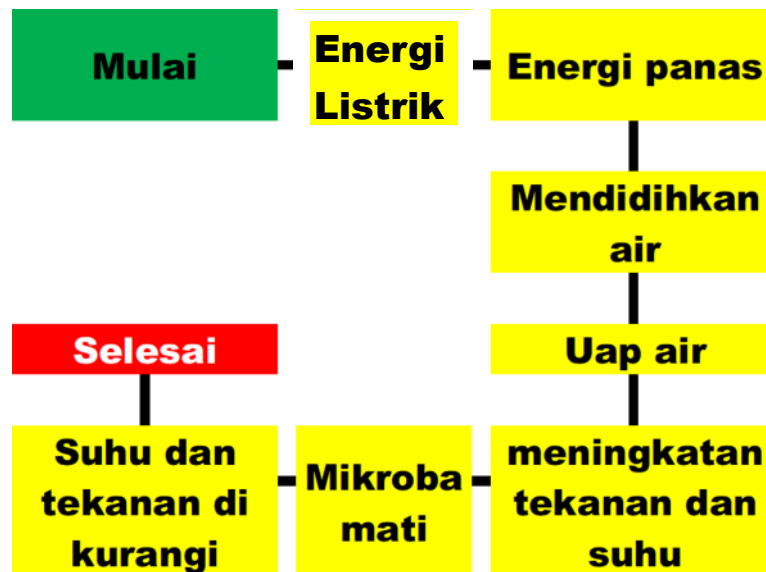 Mulai
Energi
Listrik
Energi panas
Mendidihkan
air
Uap air
meningkatan
tekanan dan
suhu
Mikroba
mati
Suhu dan
tekanan di
kurangi
Selesai